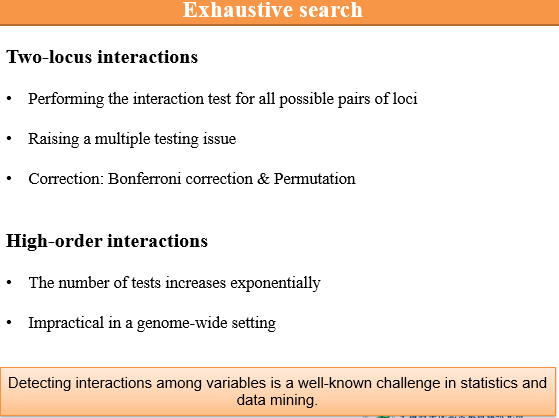 Exhaustive search
Two-locus interactions
• Performing the interaction test for all possible pairs of loci
• Raising a multiple testing issue
• Correction: Bonferroni correction & Permutation
High-order interactions
• The number of tests increases exponentially
• Impractical in a genome-wide setting
Detecting interactions among variables is a well-known challenge in statistics and
data mining.